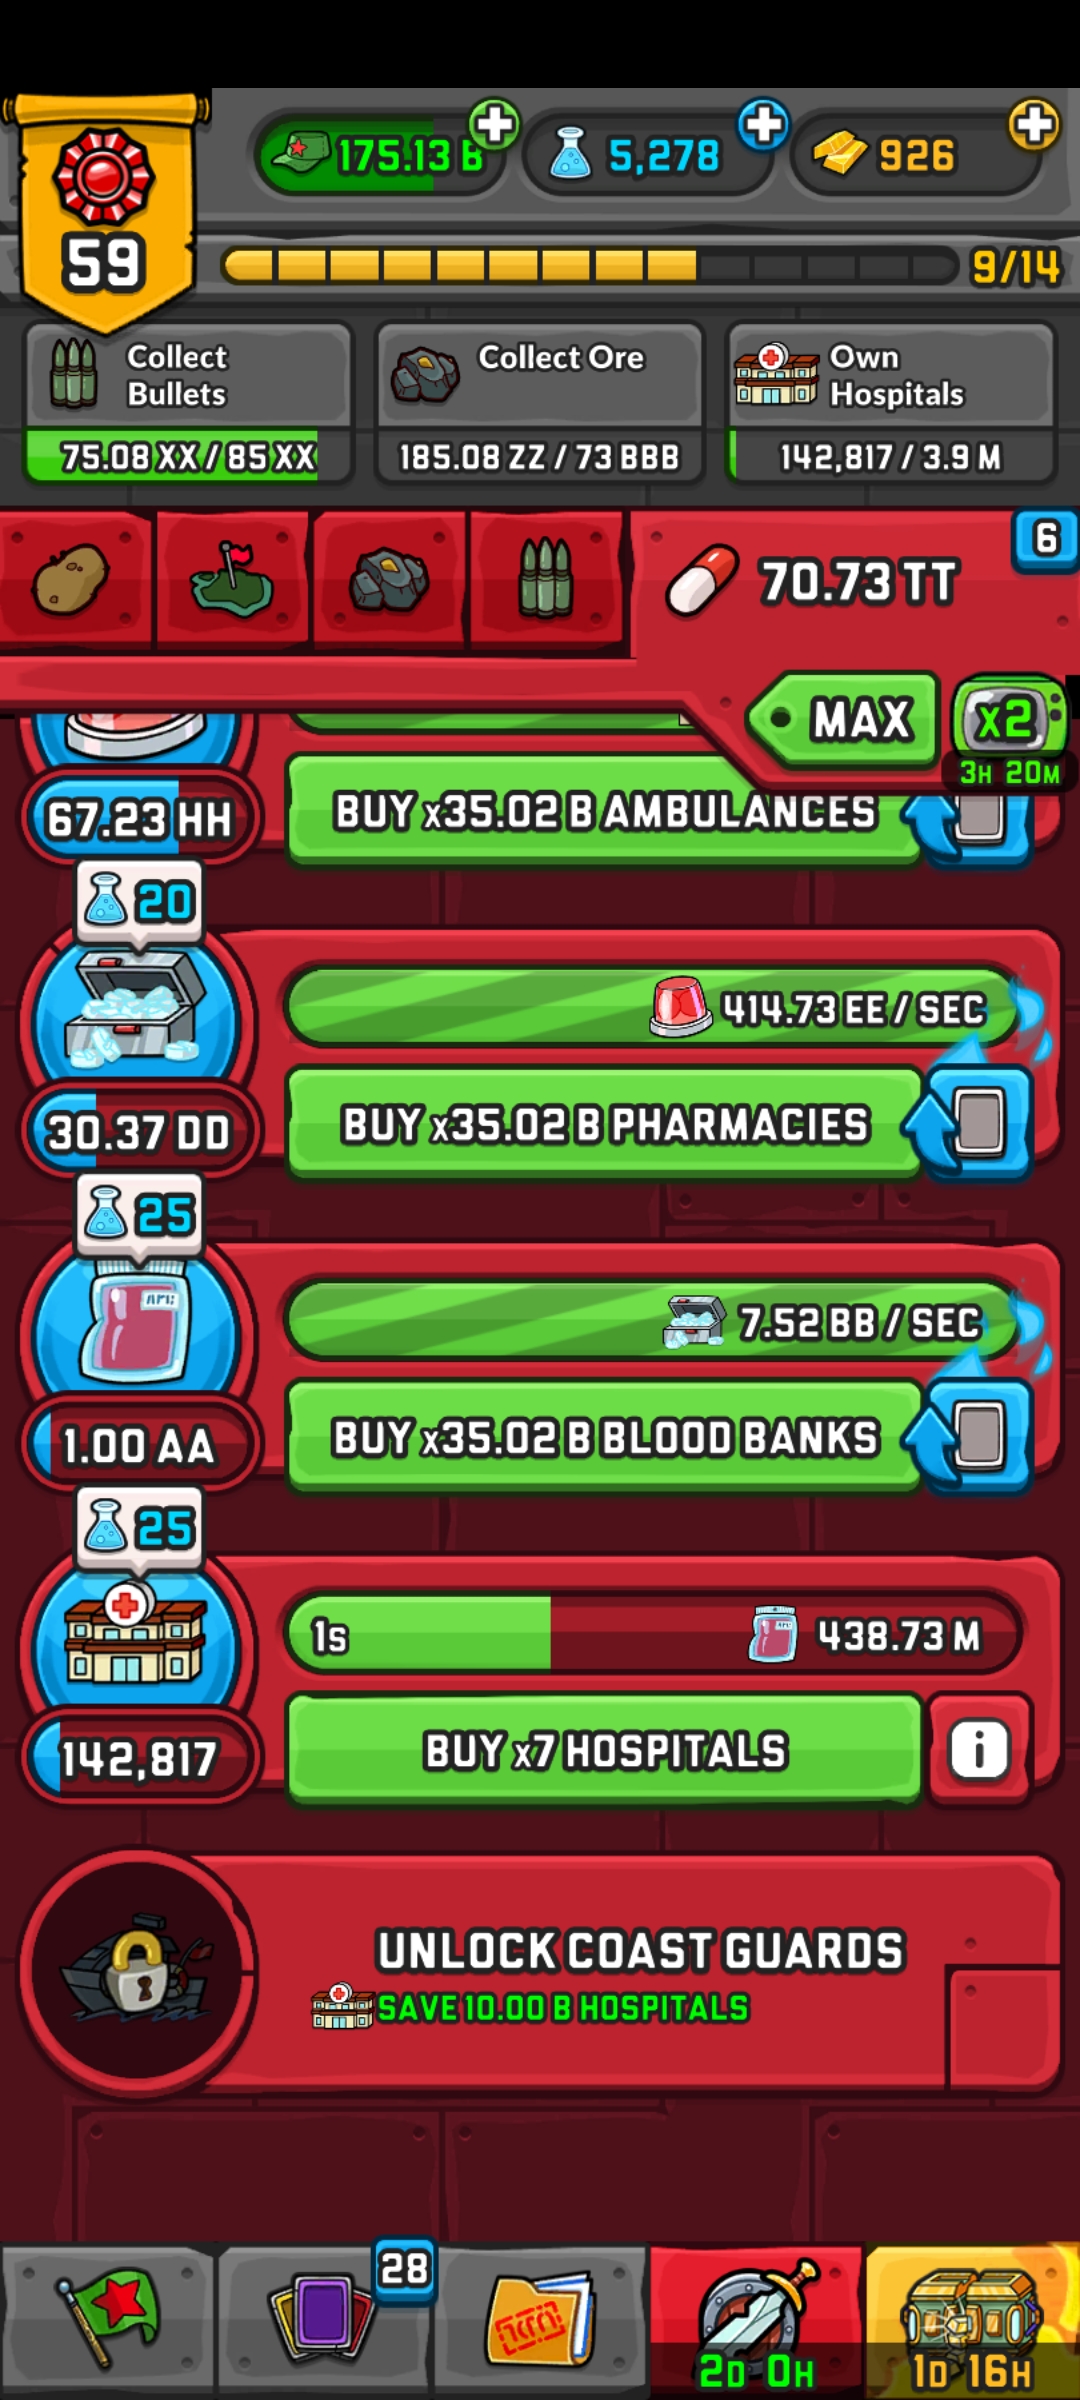 175.13 B
5,278
926
59
9/14
Collect
Bullets
75.08 XX / 85 XX
Collect Ore
185.08 ZZ / 73 BBB
Own
Hospitals
142,817 / 3.9 M
70.73 TT
6
MAX
x2
3H 20M
67.23 HH
BUY x35.02 B AMBULANCES
20
414.73 EE / SEC
30.37 DD
BUY x35.02 B PHARMACIES
25
7.52 BB / SEC
1.00 AA
BUY x35.02 B BLOOD BANKS
25
1s
438.73 M
142,817
BUY x7 HOSPITALS
i
UNLOCK COAST GUARDS
SAVE 10.00 B HOSPITALS
28
2D 0H
1D 16H